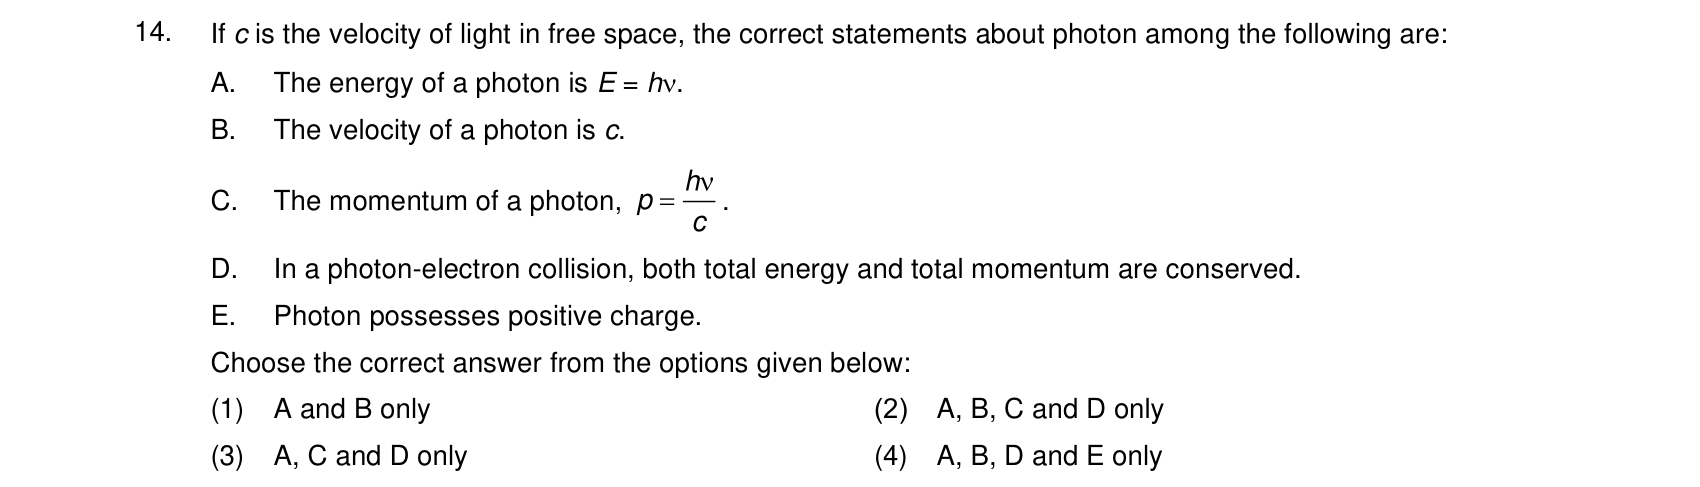 14. If c is the velocity of light in free space, the correct statements about photon among the following are:
A. The energy of a photon is E = hν.
B. The velocity of a photon is c.
C. The momentum of a photon, p = hν/c.
D. In a photon-electron collision, both total energy and total momentum are conserved.
E. Photon possesses positive charge.
Choose the correct answer from the options given below:
(1) A and B only (2) A, B, C and D only
(3) A, C and D only (4) A, B, D and E only